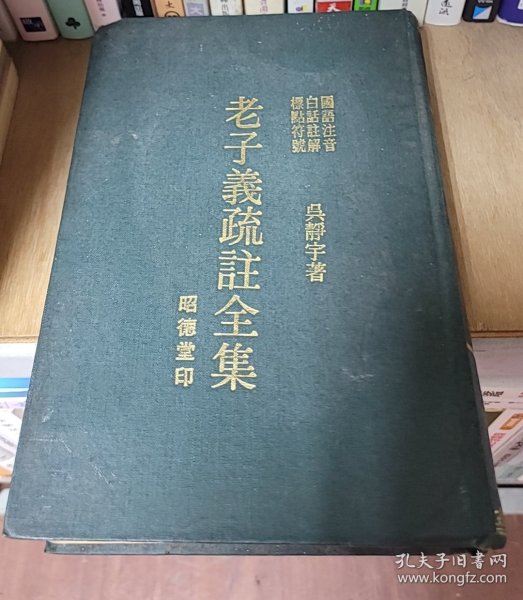 國語注音
白話註解
標點符號
吳靜宇著
老子義疏註全集
昭德堂印
孔夫子旧书网
www.kongfz.com